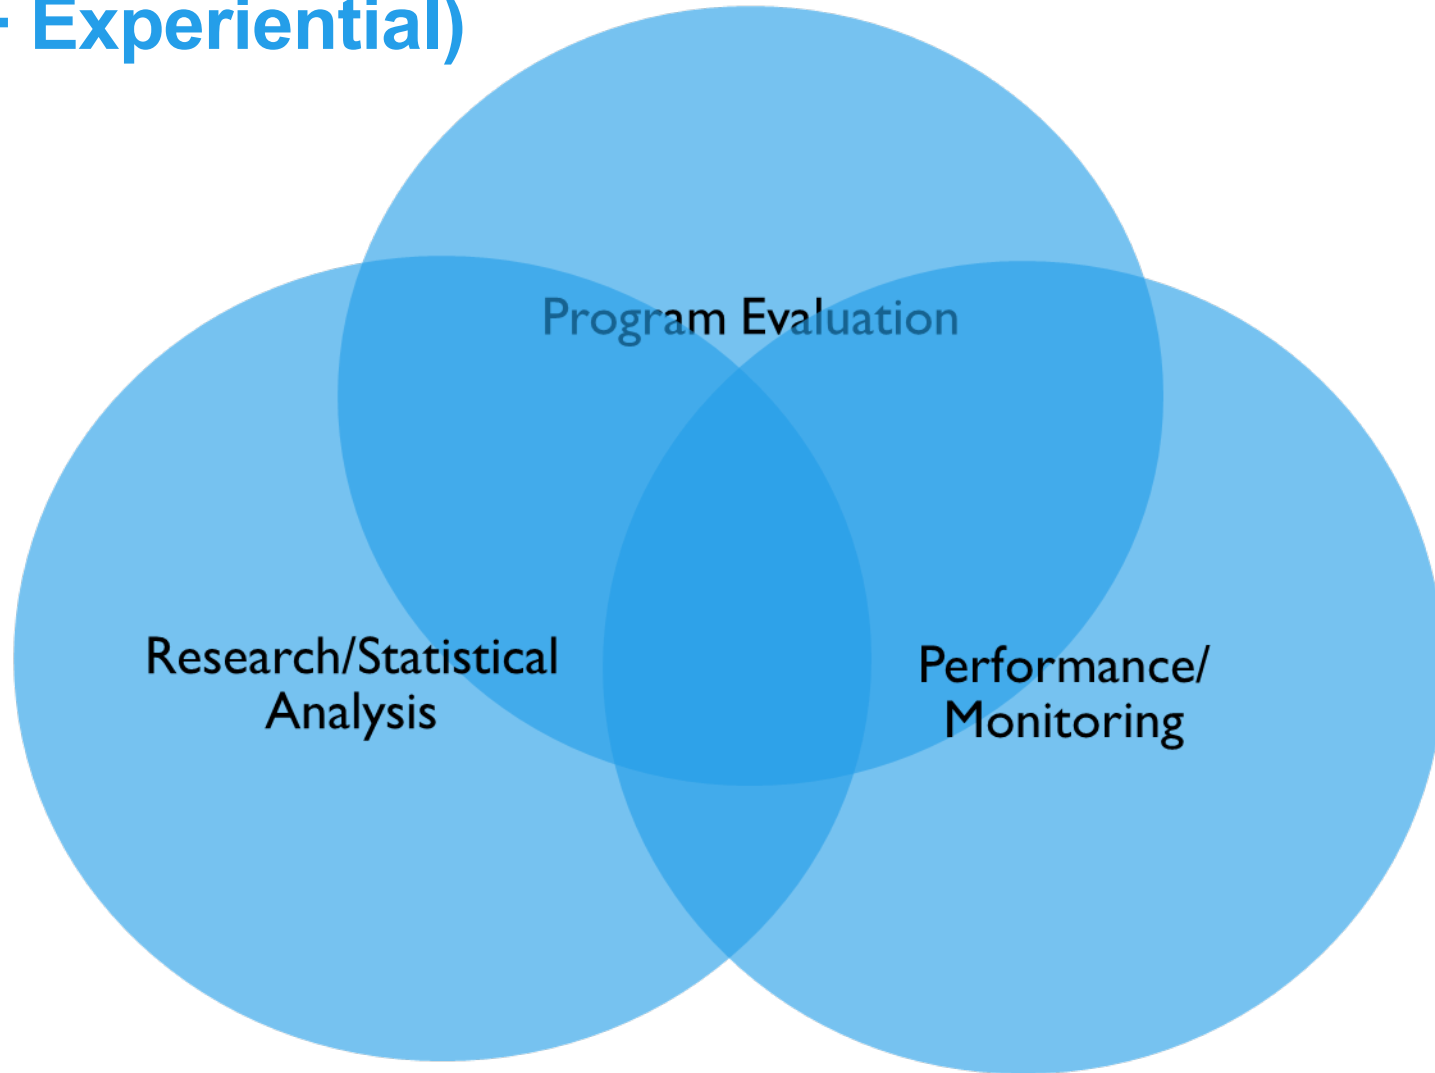 Experiential)
Program Evaluation
Research/Statistical
Analysis
Performance/
Monitoring